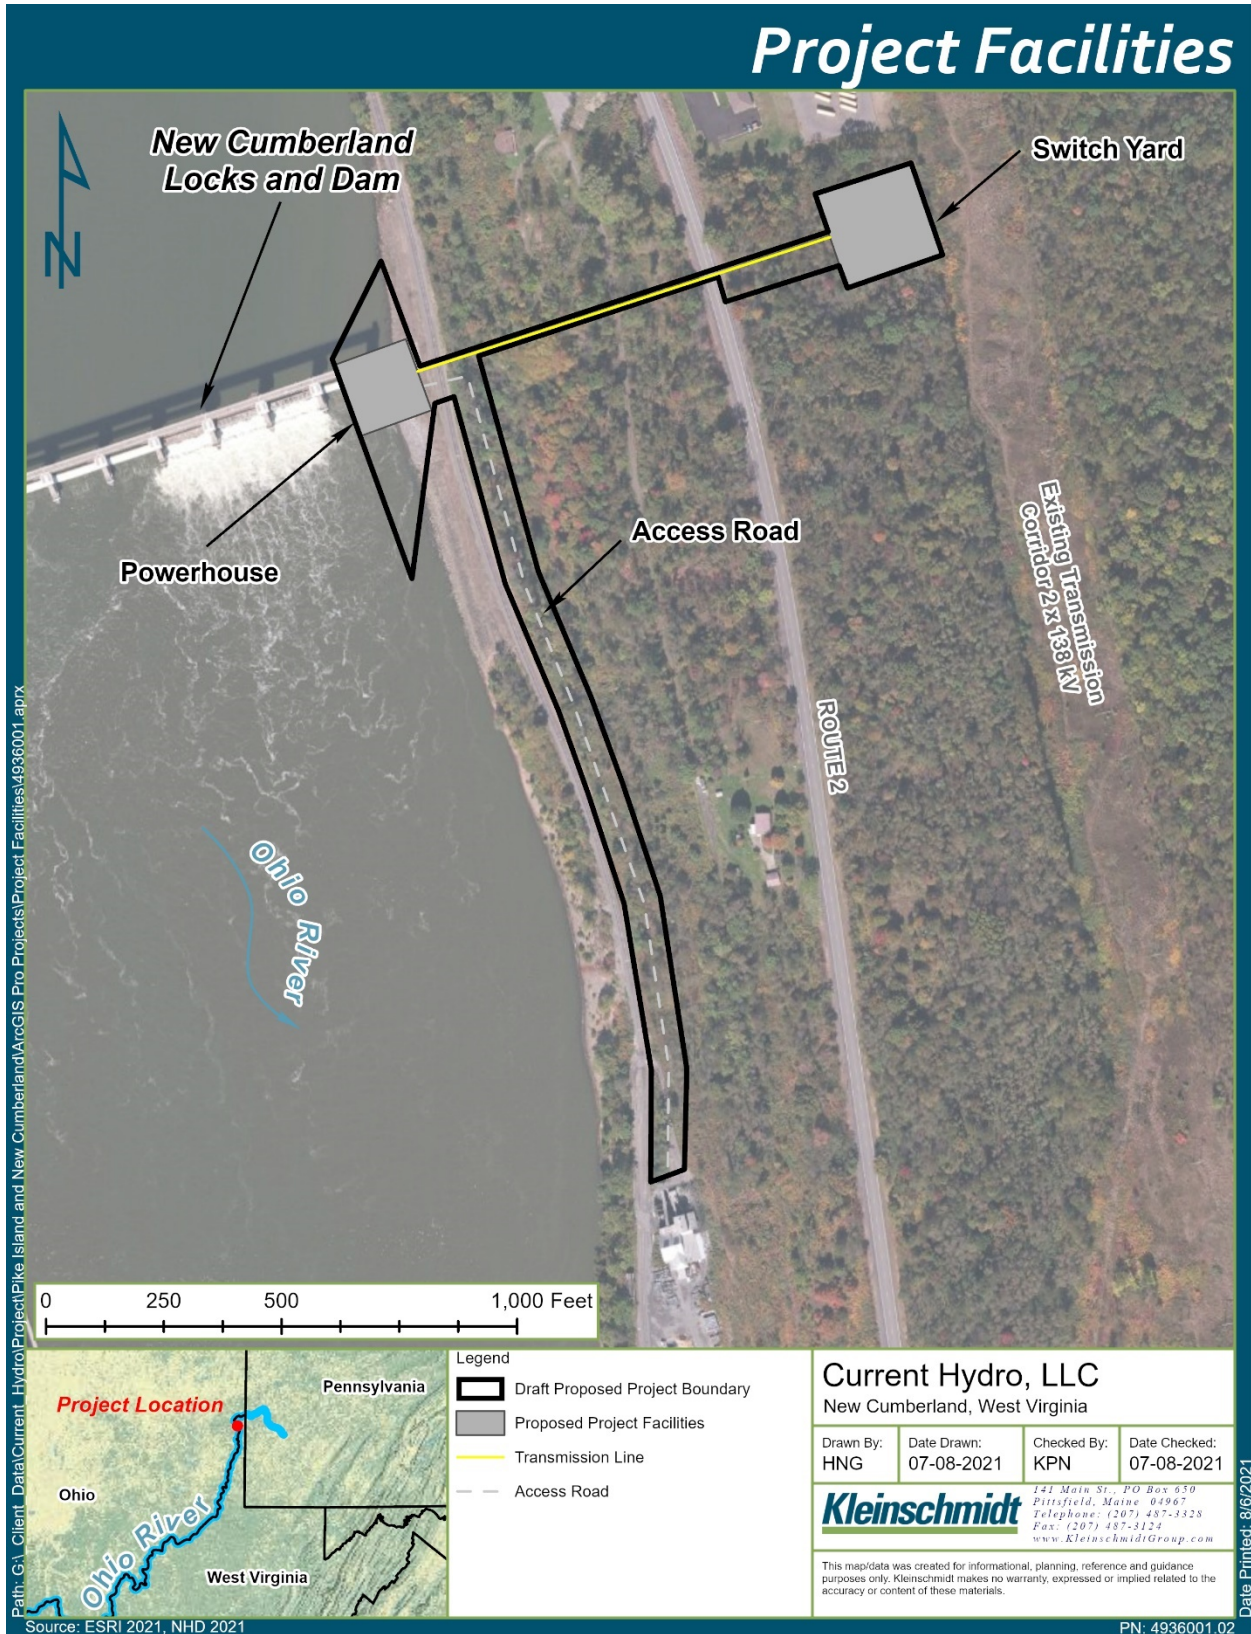 Project Facilities
New Cumberland
Locks and Dam
Switch Yard
N
Powerhouse
Access Road
Existing Transmission
Corridor 2 x 138 kV
ROUTE 2
Ohio River
0 250 500 1,000 Feet
Project Location
Pennsylvania
Ohio
Ohio River
West Virginia
Legend
Draft Proposed Project Boundary
Proposed Project Facilities
Transmission Line
Access Road
Current Hydro, LLC
New Cumberland, West Virginia
Drawn By: HNG
Date Drawn: 07-08-2021
Checked By: KPN
Date Checked: 07-08-2021
Kleinschmidt
141 Main St., PO Box 650
Pittsfield, Maine 04967
Telephone: (207) 487-3328
Fax: (207) 487-3124
www.KleinschmidtGroup.com
This map/data was created for informational, planning, reference and guidance
purposes only. Kleinschmidt makes no warranty, expressed or implied related to the
accuracy or content of these materials.
Path: G:\_Client_Data\Current_Hydro\Project\Pike Island and New Cumberland\ArcGIS Pro Projects\Project Facilities\4936001.aprx
Date Printed: 8/6/2021
Source: ESRI 2021, NHD 2021
PN: 4936001.02